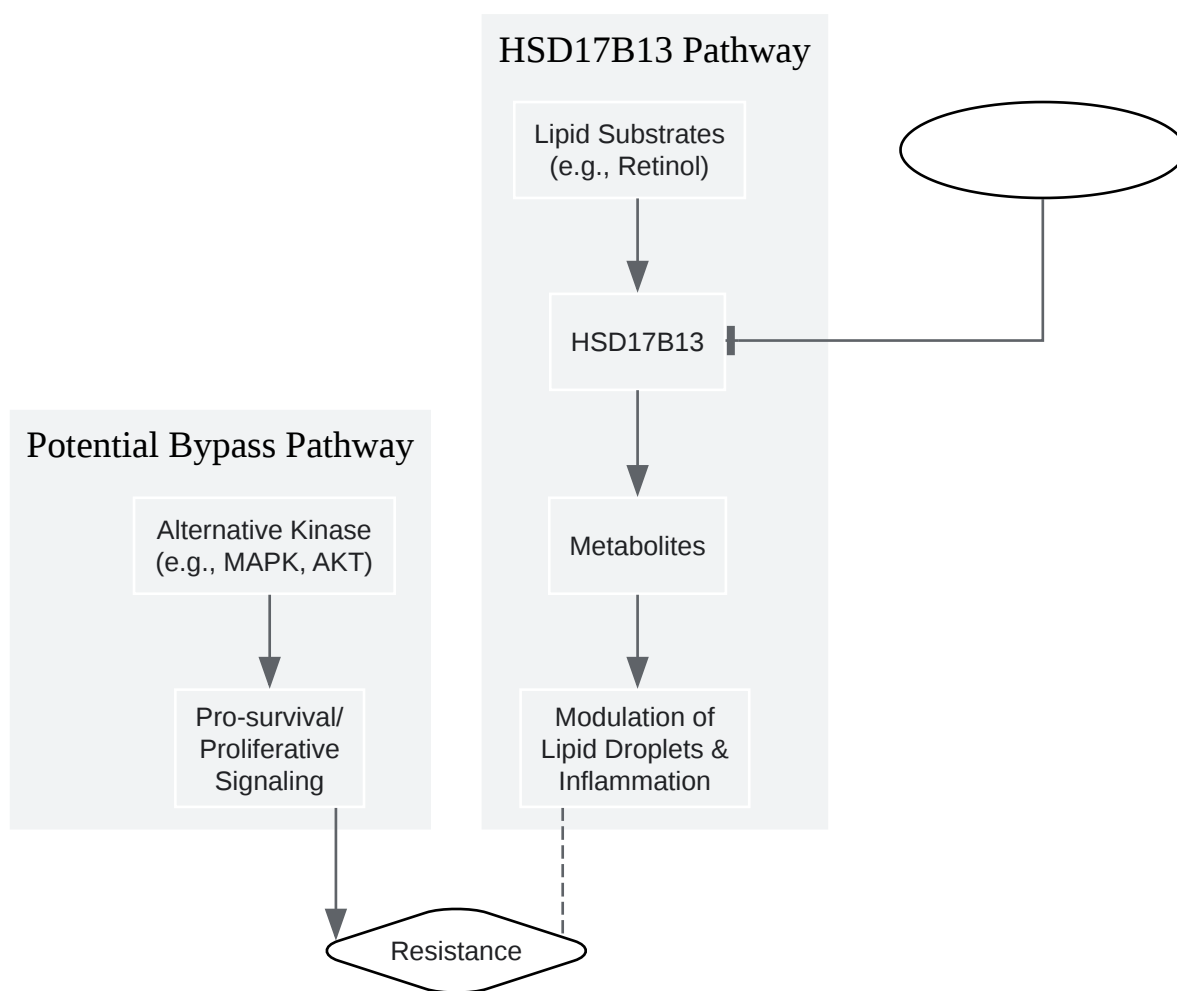 HSD17B13 Pathway
Lipid Substrates
(e.g., Retinol)
HSD17B13
Potential Bypass Pathway
Alternative Kinase
(e.g., MAPK, AKT)
Metabolites
Pro-survival/
Proliferative
Signaling
Modulation of
Lipid Droplets &
Inflammation
Resistance